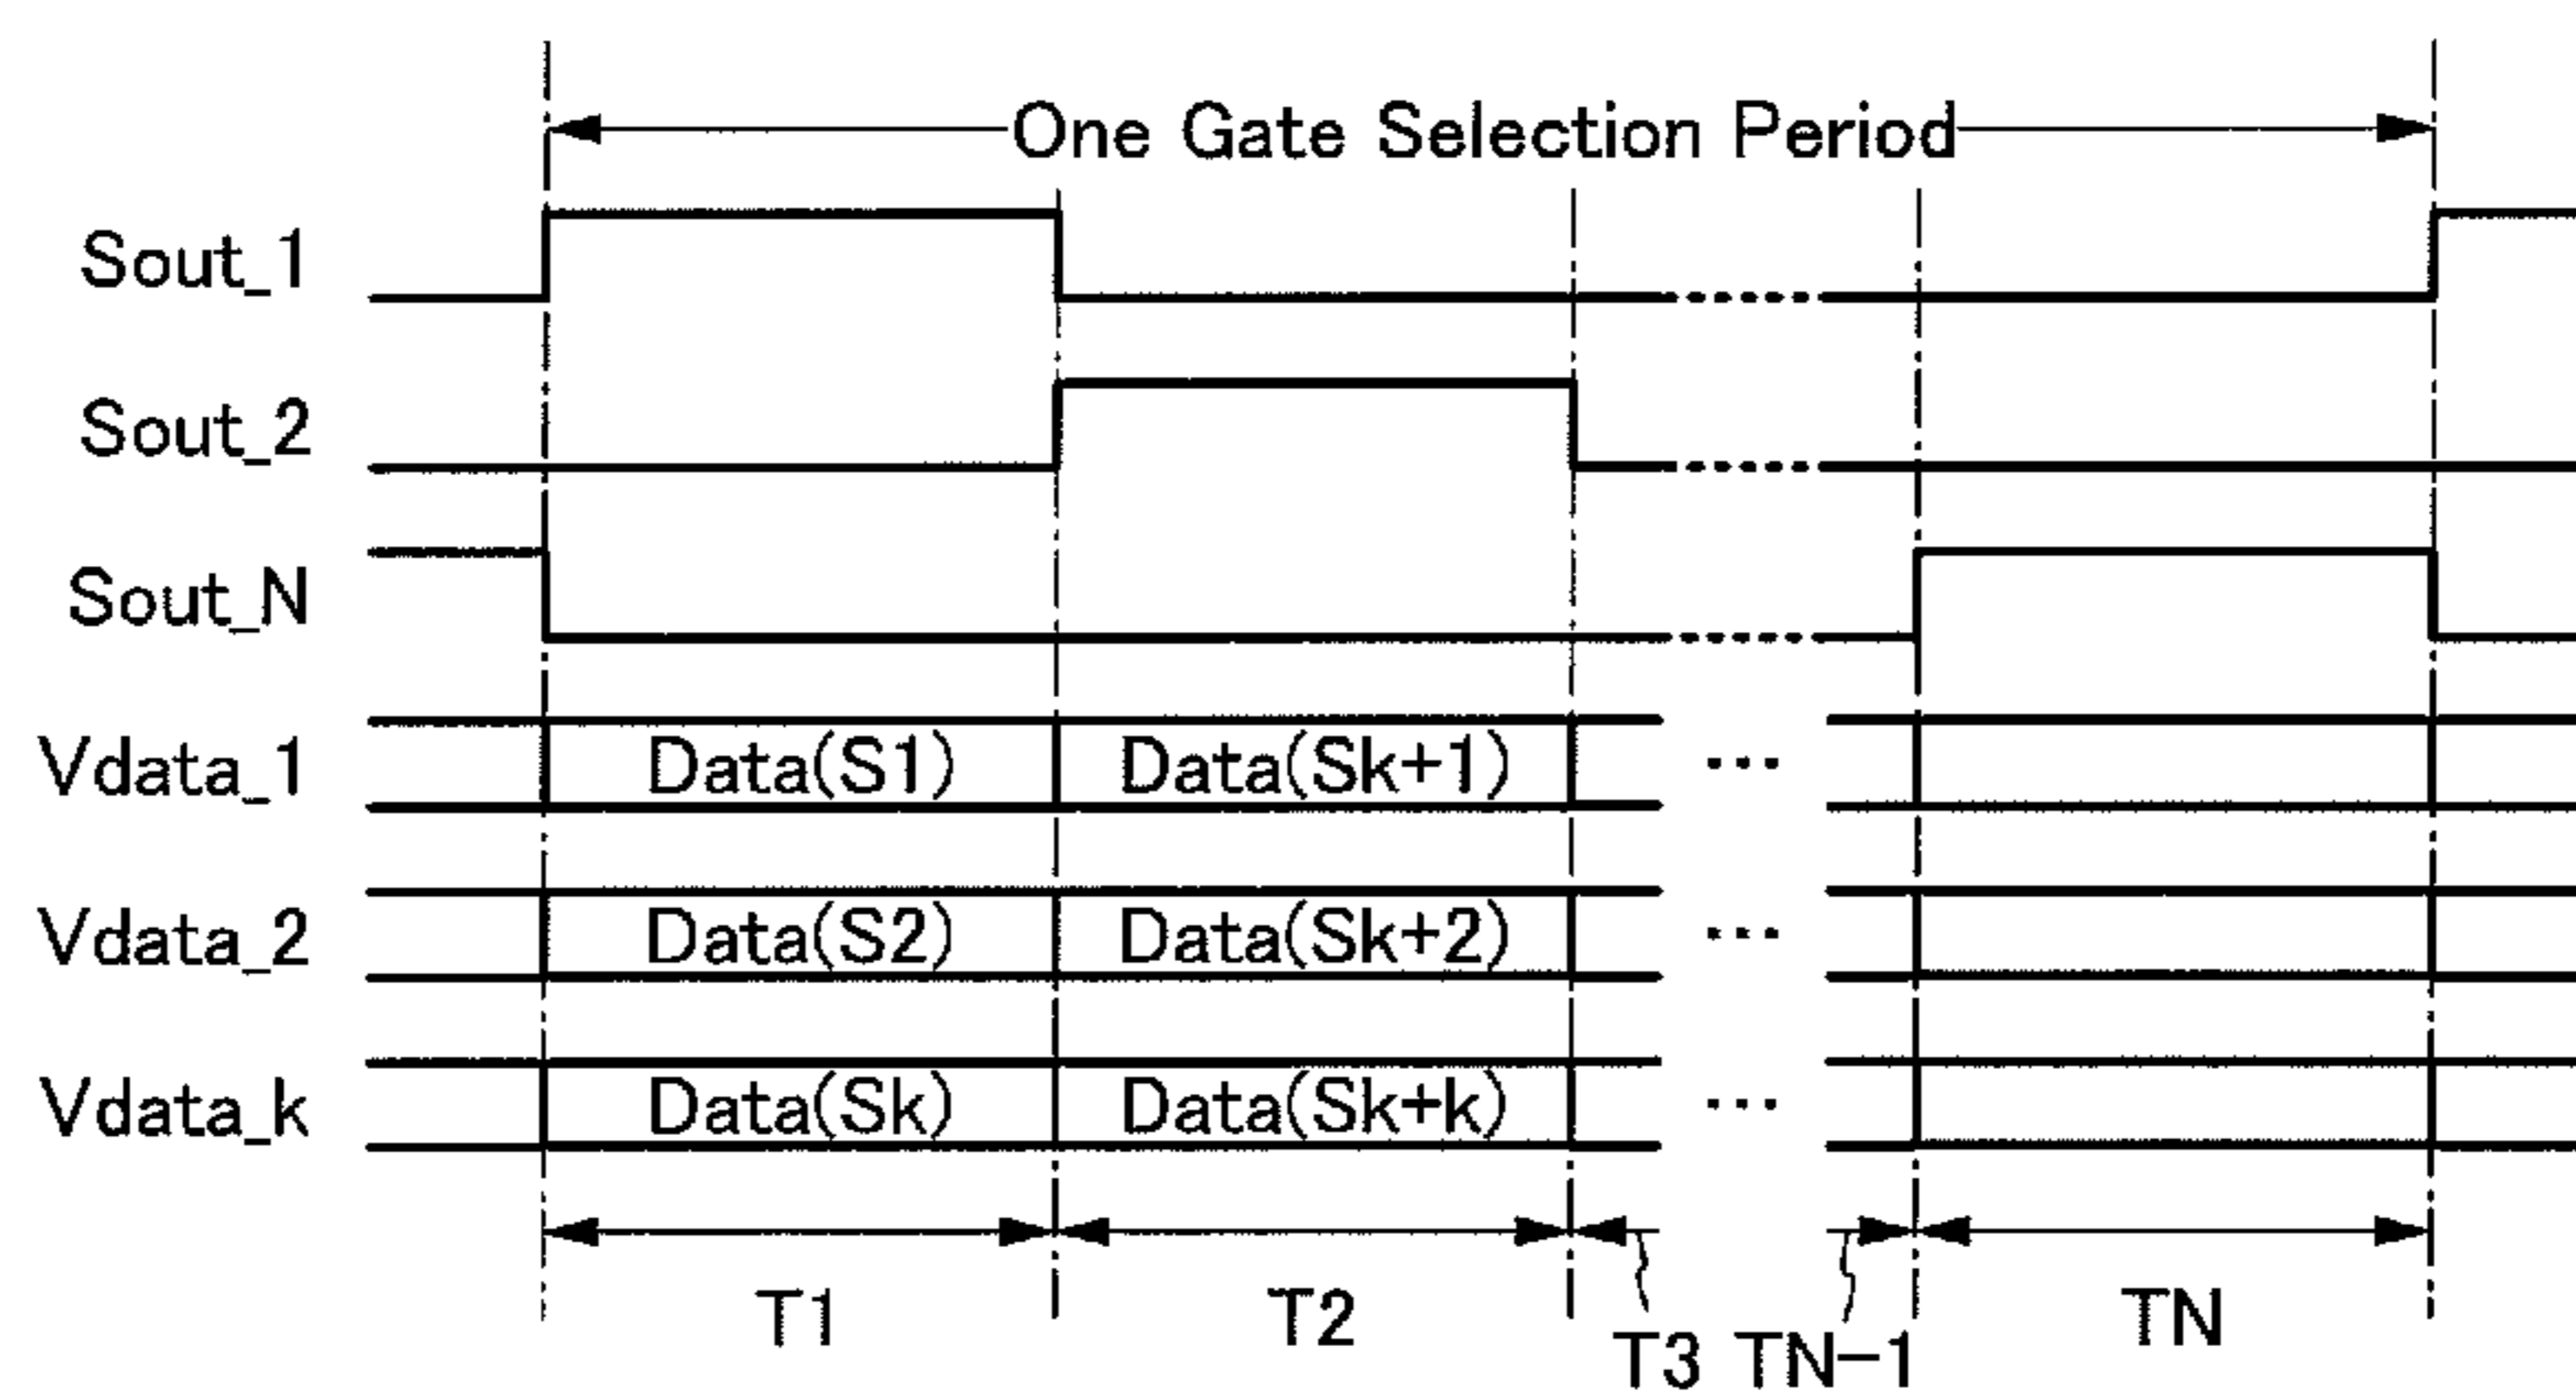 One Gate Selection Period
Sout_1
Sout_2
Sout_N
Vdata_1 Data(S1) Data(Sk+1) ...
Vdata_2 Data(S2) Data(Sk+2) ...
Vdata_k Data(Sk) Data(Sk+k) ...
T1 T2 T3 TN-1 TN